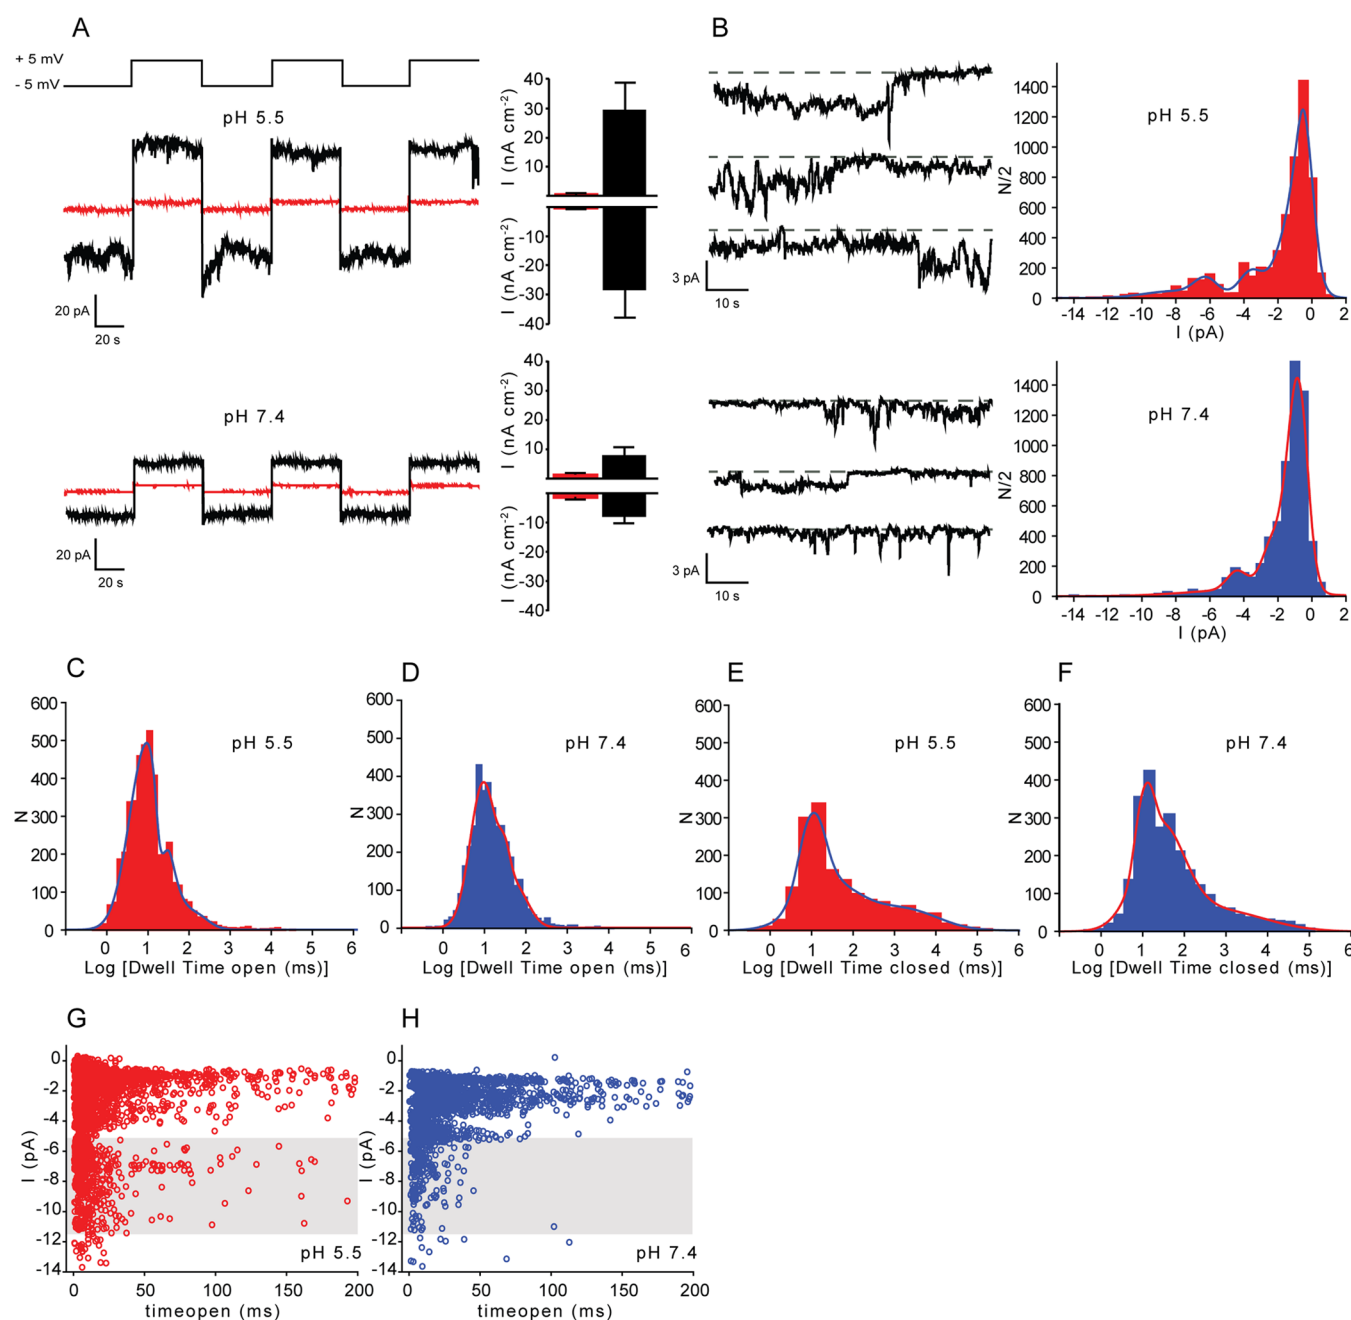 A
+ 5 mV
- 5 mV
pH 5.5
20 pA
20 s
40
30
20
10
I (nA cm⁻²)
-10
-20
-30
-40
I (nA cm⁻²)
pH 7.4
20 pA
20 s
40
30
20
10
I (nA cm⁻²)
-10
-20
-30
-40
I (nA cm⁻²)
B
3 pA
10 s
pH 5.5
N/2
1400
1200
1000
800
600
400
200
0
-14 -12 -10 -8 -6 -4 -2 0 2
I (pA)
3 pA
10 s
pH 7.4
N/2
1400
1200
1000
800
600
400
200
0
-14 -12 -10 -8 -6 -4 -2 0 2
I (pA)
C
pH 5.5
N
600
500
400
300
200
100
0
0 1 2 3 4 5 6
Log [Dwell Time open (ms)]
D
pH 7.4
N
600
500
400
300
200
100
0
0 1 2 3 4 5 6
Log [Dwell Time open (ms)]
E
pH 5.5
N
600
500
400
300
200
100
0
0 1 2 3 4 5 6
Log [Dwell Time closed (ms)]
F
pH 7.4
N
600
500
400
300
200
100
0
0 1 2 3 4 5 6
Log [Dwell Time closed (ms)]
G
I (pA)
0
-2
-4
-6
-8
-10
-12
-14
pH 5.5
0 50 100 150 200
timeopen (ms)
H
I (pA)
0
-2
-4
-6
-8
-10
-12
-14
pH 7.4
0 50 100 150 200
timeopen (ms)